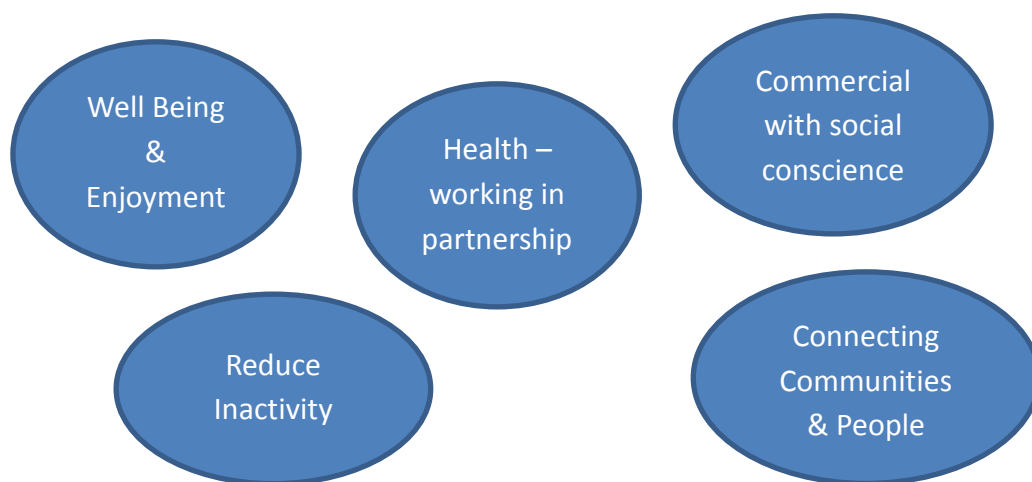 Well Being
&
Enjoyment
Health –
working in
partnership
Commercial
with social
conscience
Reduce
Inactivity
Connecting
Communities
& People